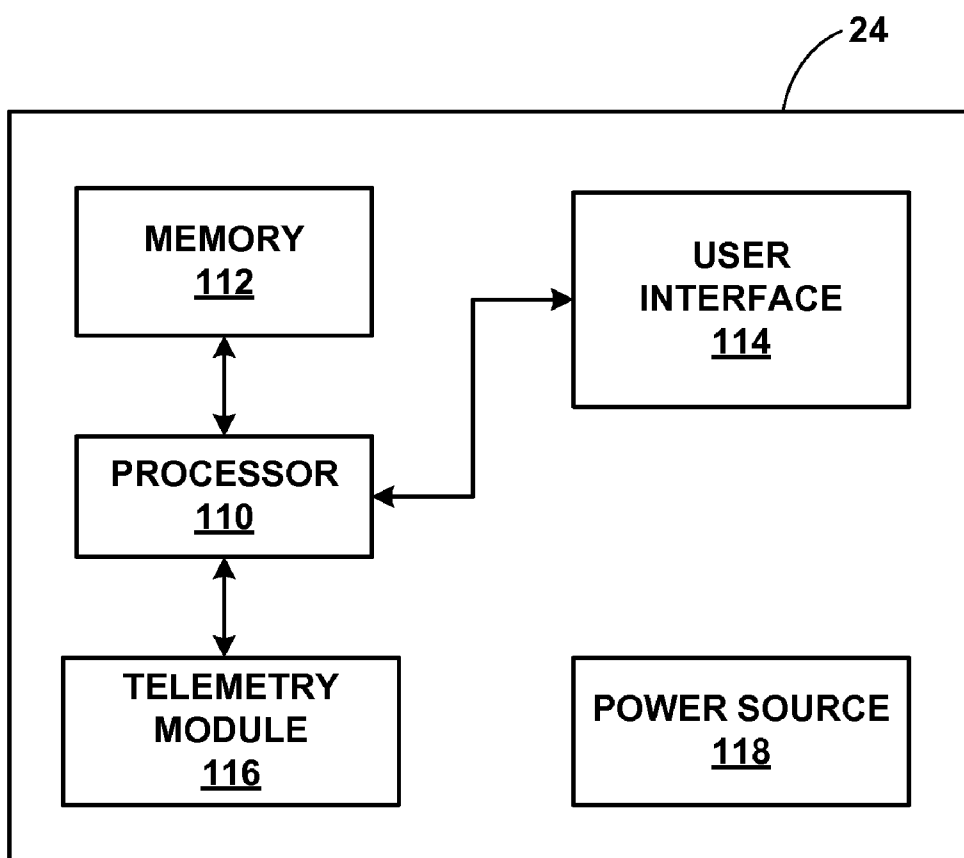 24
MEMORY
112
USER
INTERFACE
114
PROCESSOR
110
TELEMETRY
MODULE
116
POWER SOURCE
118